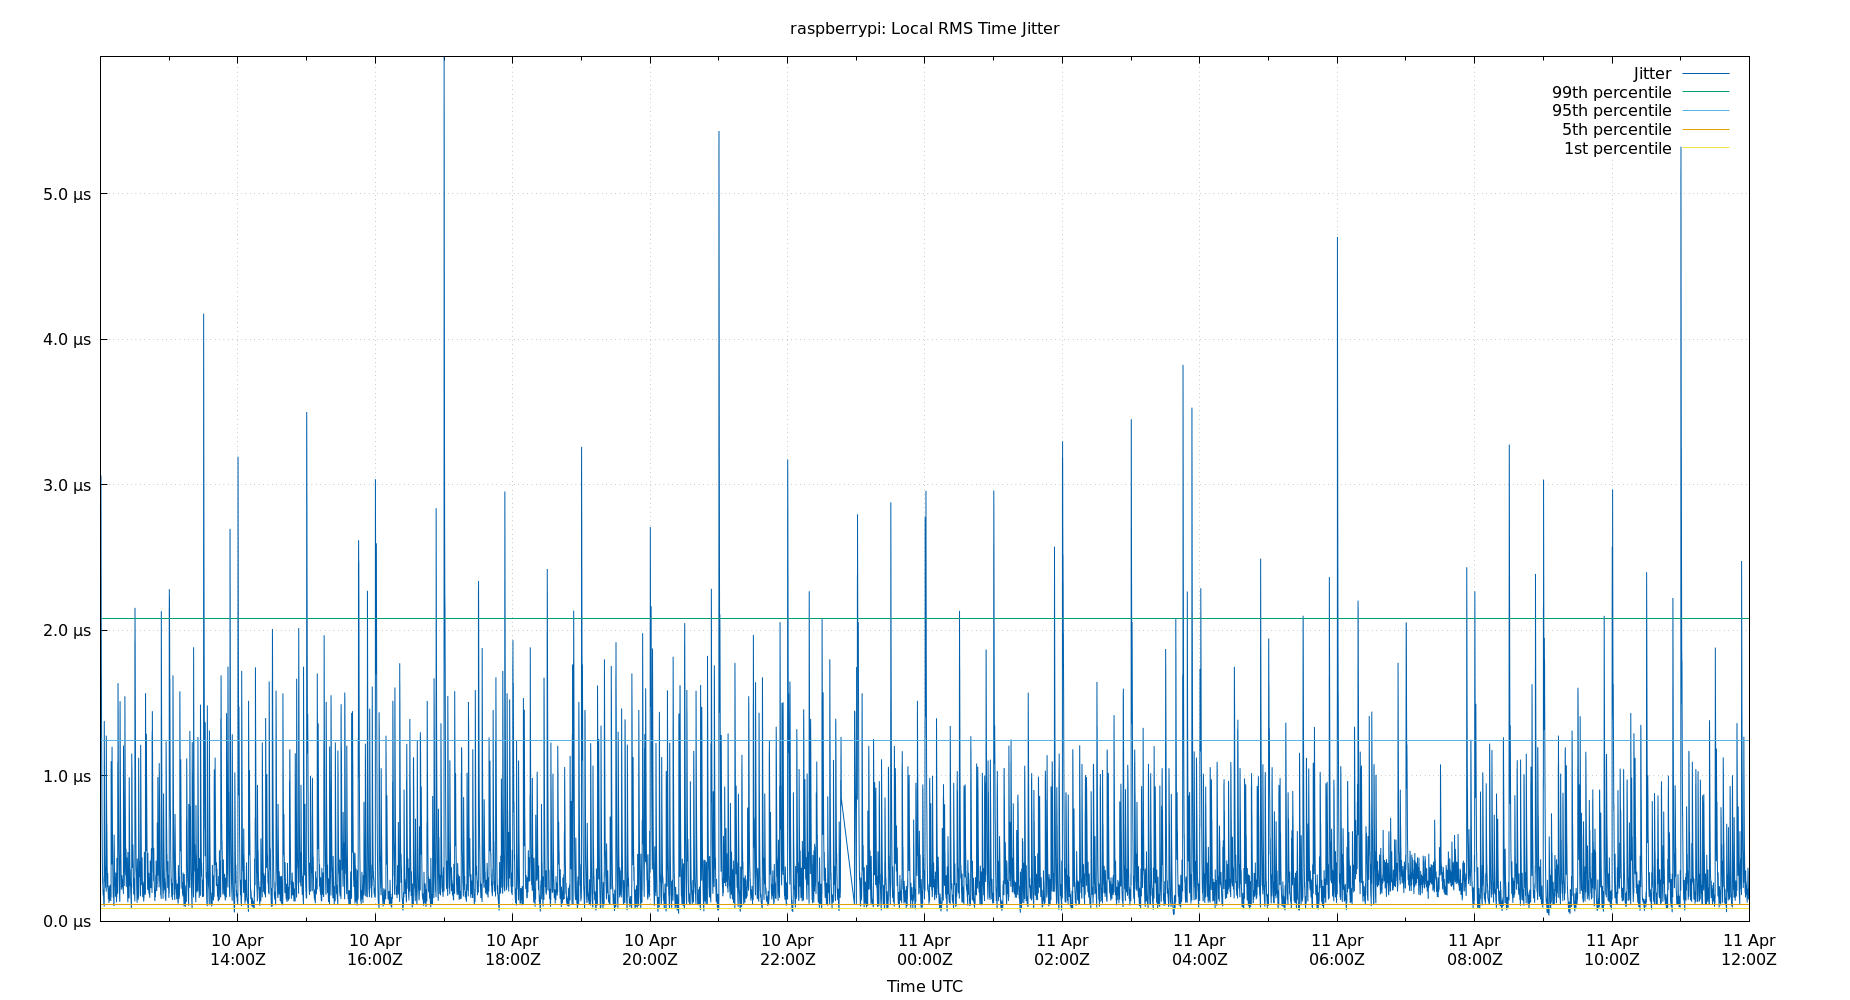 raspberrypi: Local RMS Time Jitter
Jitter
99th percentile
95th percentile
5th percentile
1st percentile
5.0 μs
4.0 μs
3.0 μs
2.0 μs
1.0 μs
0.0 μs
10 Apr 10 Apr 10 Apr 10 Apr 10 Apr 11 Apr 11 Apr 11 Apr 11 Apr 11 Apr 11 Apr 11 Apr
14:00Z 16:00Z 18:00Z 20:00Z 22:00Z 00:00Z 02:00Z 04:00Z 06:00Z 08:00Z 10:00Z 12:00Z
Time UTC